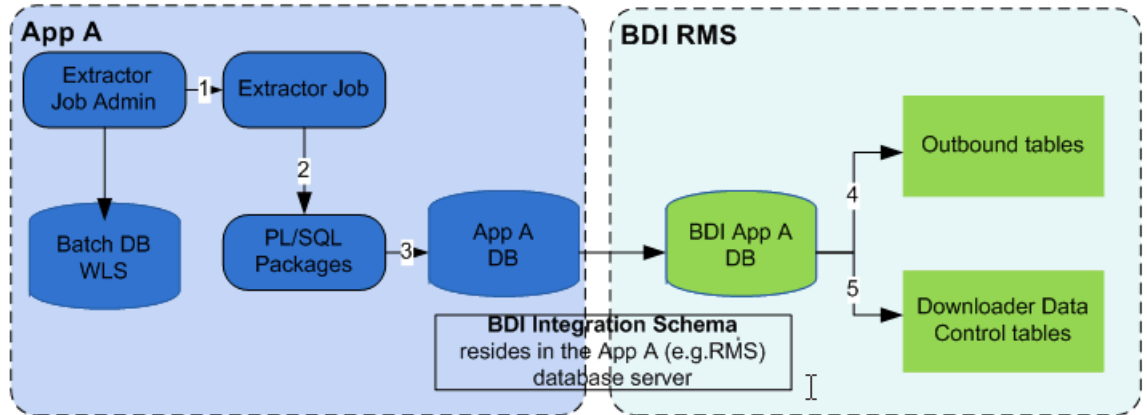 App A
Extractor
Job Admin
1
Extractor Job
2
Batch DB
WLS
PL/SQL
Packages
3
App A
DB
BDI RMS
BDI App A
DB
4
Outbound tables
5
Downloader Data
Control tables
BDI Integration Schema
resides in the App A (e.g.RMS)
database server